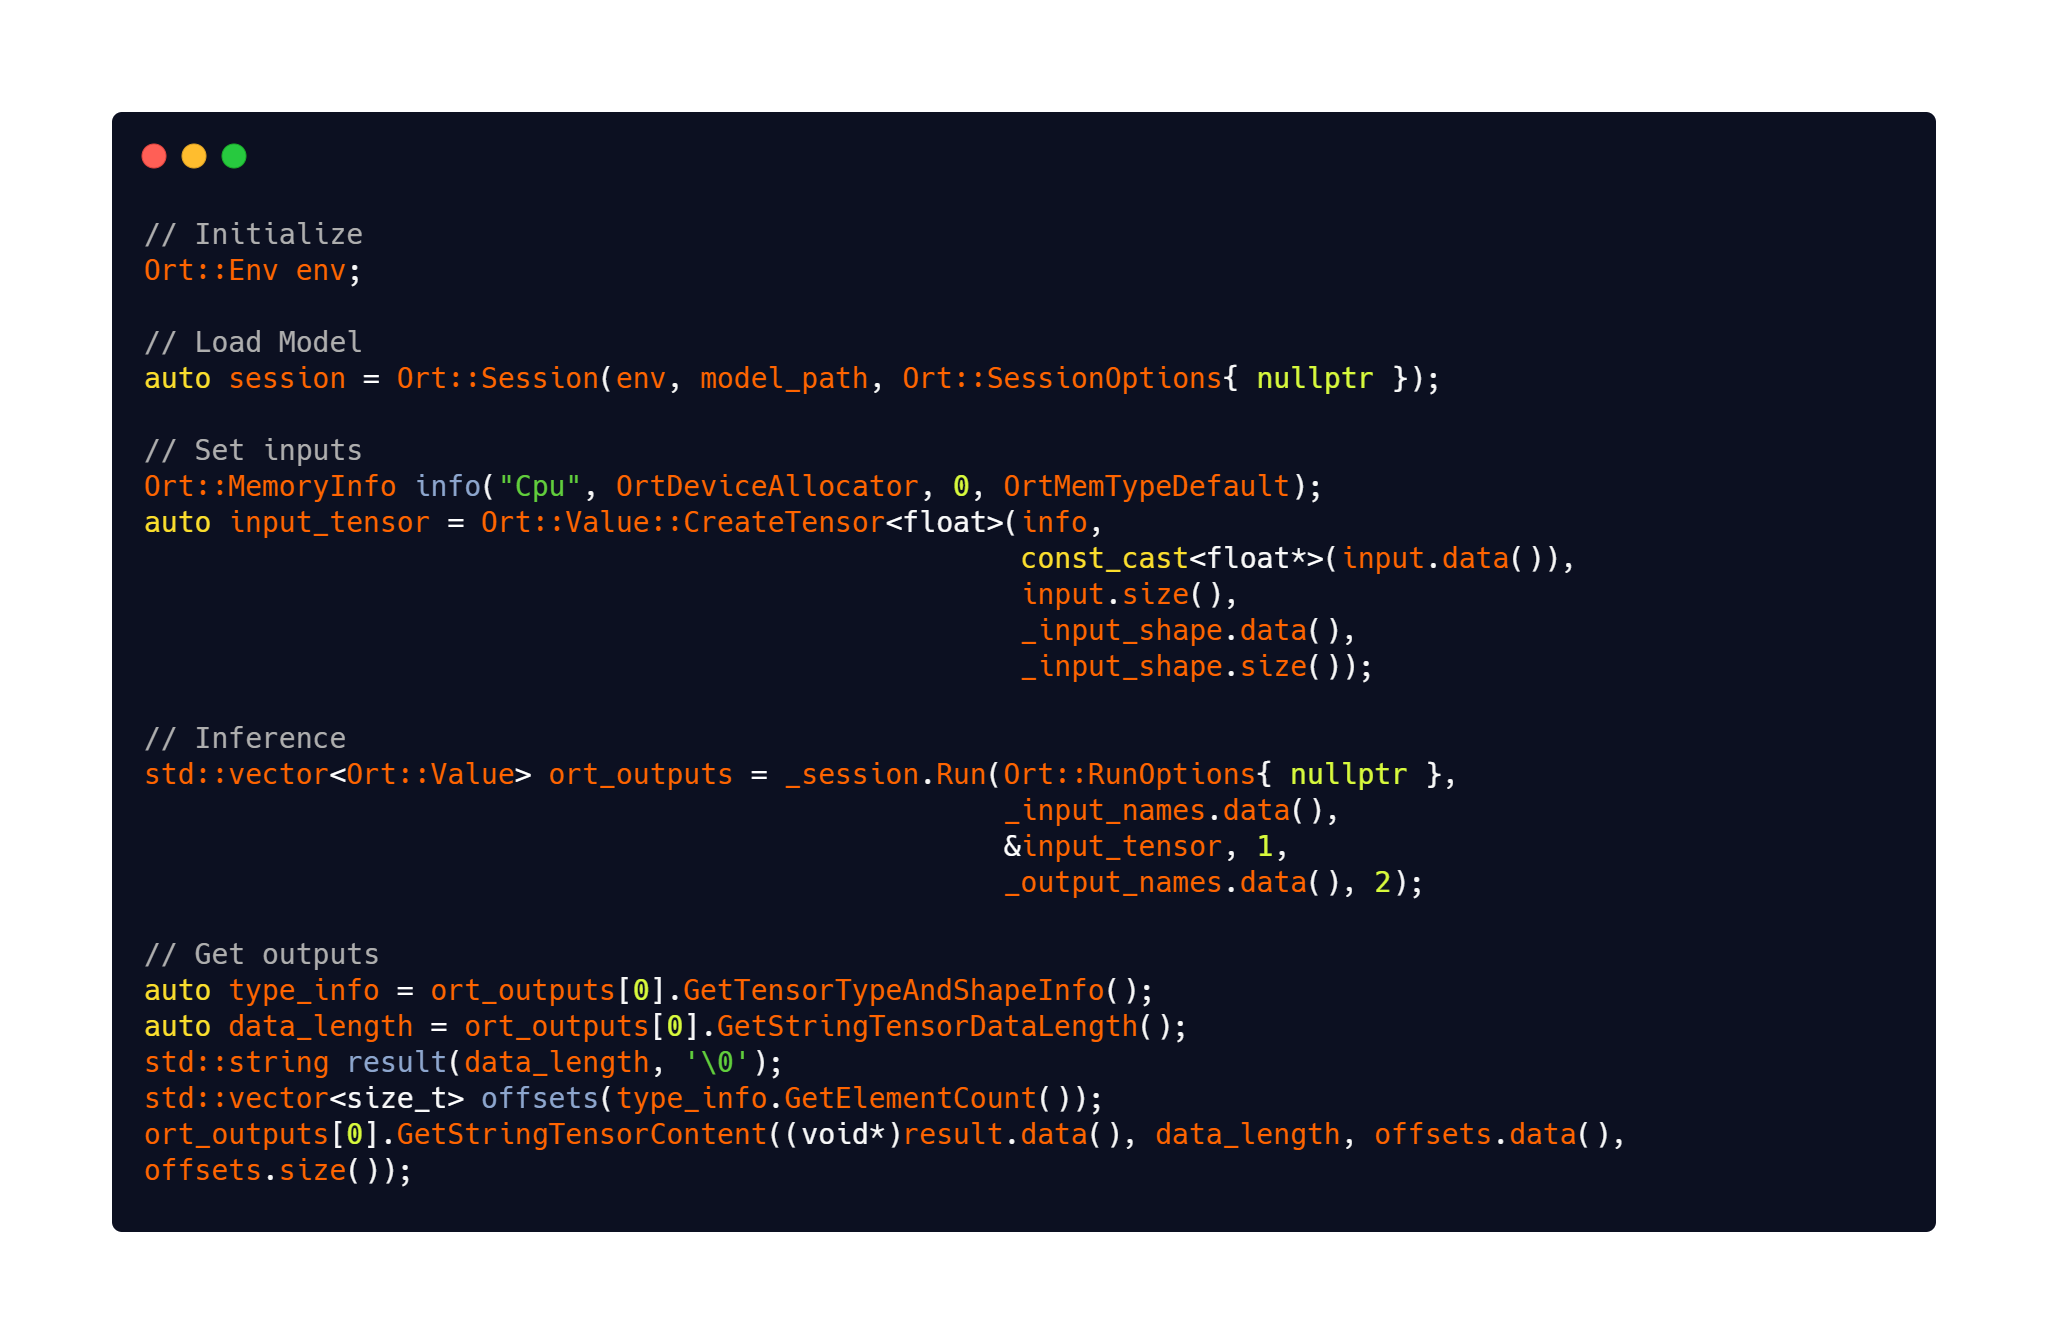 // Initialize
Ort::Env env;
// Load Model
auto session = Ort::Session(env, model_path, Ort::SessionOptions{ nullptr });
// Set inputs
Ort::MemoryInfo info("Cpu", OrtDeviceAllocator, 0, OrtMemTypeDefault);
auto input_tensor = Ort::Value::CreateTensor<float>(info,
const_cast<float*>(input.data()),
input.size(),
_input_shape.data(),
_input_shape.size());
// Inference
std::vector<Ort::Value> ort_outputs = _session.Run(Ort::RunOptions{ nullptr },
_input_names.data(),
&input_tensor, 1,
_output_names.data(), 2);
// Get outputs
auto type_info = ort_outputs[0].GetTensorTypeAndShapeInfo();
auto data_length = ort_outputs[0].GetStringTensorDataLength();
std::string result(data_length, '\0');
std::vector<size_t> offsets(type_info.GetElementCount());
ort_outputs[0].GetStringTensorContent((void*)result.data(), data_length, offsets.data(),
offsets.size());